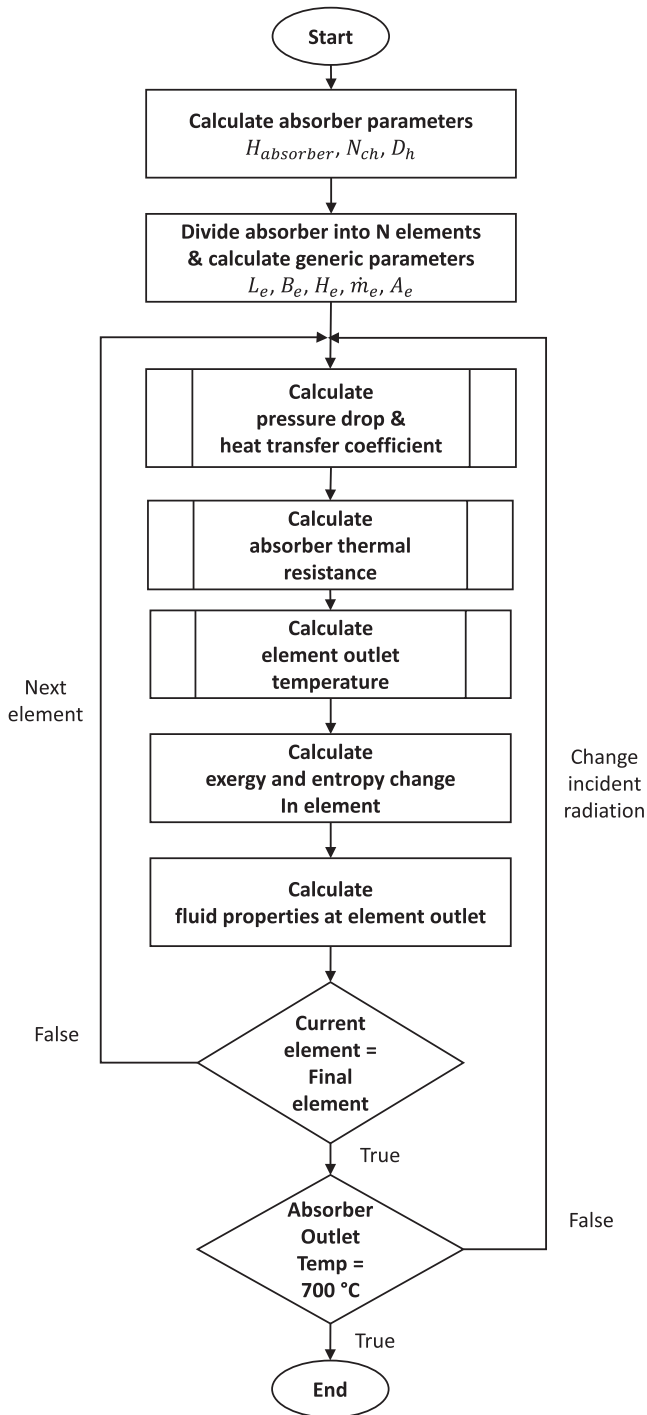 Start
Calculate absorber parameters
H_absorber, N_ch, D_h
Divide absorber into N elements
& calculate generic parameters
L_e, B_e, H_e, ṁ_e, A_e
Calculate
pressure drop &
heat transfer coefficient
Calculate
absorber thermal
resistance
Calculate
element outlet
temperature
Next
element
Calculate
exergy and entropy change
In element
Change
incident
radiation
Calculate
fluid properties at element outlet
False
Current
element =
Final
element
True
Absorber
Outlet
Temp =
700 °C
False
True
End